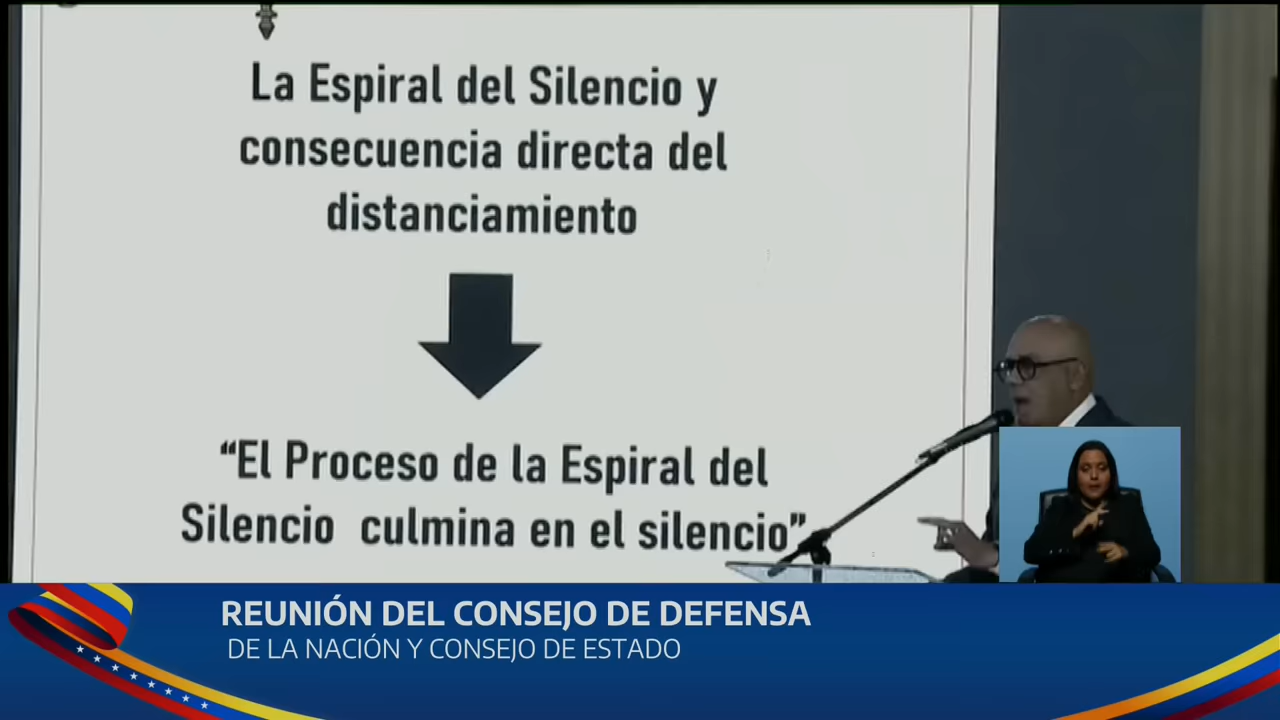 La Espiral del Silencio y
consecuencia directa del
distanciamiento
“El Proceso de la Espiral del
Silencio culmina en el silencio”
REUNIÓN DEL CONSEJO DE DEFENSA
DE LA NACIÓN Y CONSEJO DE ESTADO